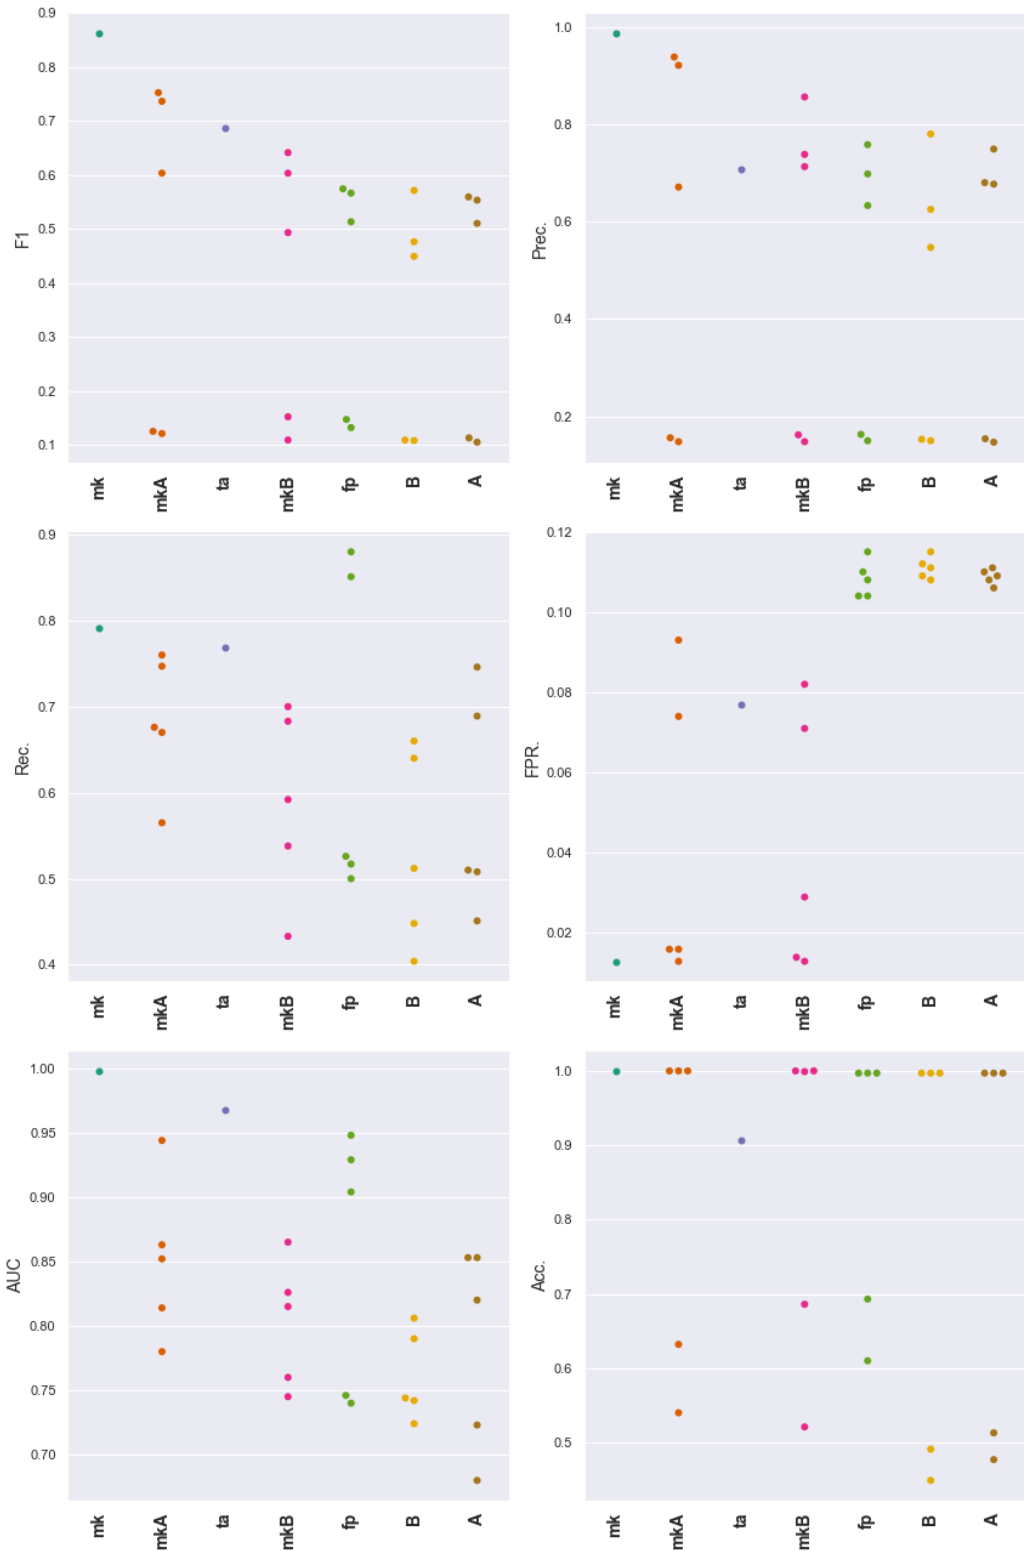 0.9
0.8
0.7
0.6
0.5
0.4
0.3
0.2
0.1
F1
mk
mkA
ta
mkB
fp
B
A
1.0
0.8
0.6
0.4
0.2
Prec.
mk
mkA
ta
mkB
fp
B
A
0.9
0.8
0.7
0.6
0.5
0.4
Rec.
mk
mkA
ta
mkB
fp
B
A
0.12
0.10
0.08
0.06
0.04
0.02
FPR.
mk
mkA
ta
mkB
fp
B
A
1.00
0.95
0.90
0.85
0.80
0.75
0.70
AUC
mk
mkA
ta
mkB
fp
B
A
1.0
0.9
0.8
0.7
0.6
0.5
Acc.
mk
mkA
ta
mkB
fp
B
A